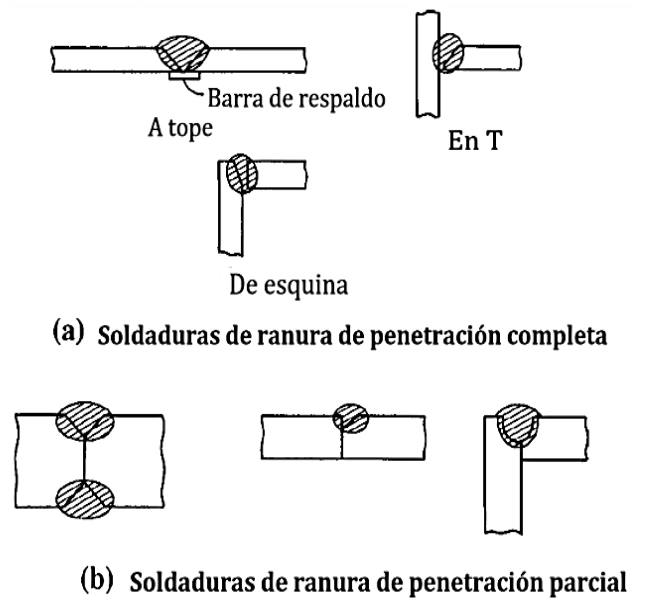 Barra de respaldo
A tope
En T
De esquina
(a) Soldaduras de ranura de penetración completa
(b) Soldaduras de ranura de penetración parcial